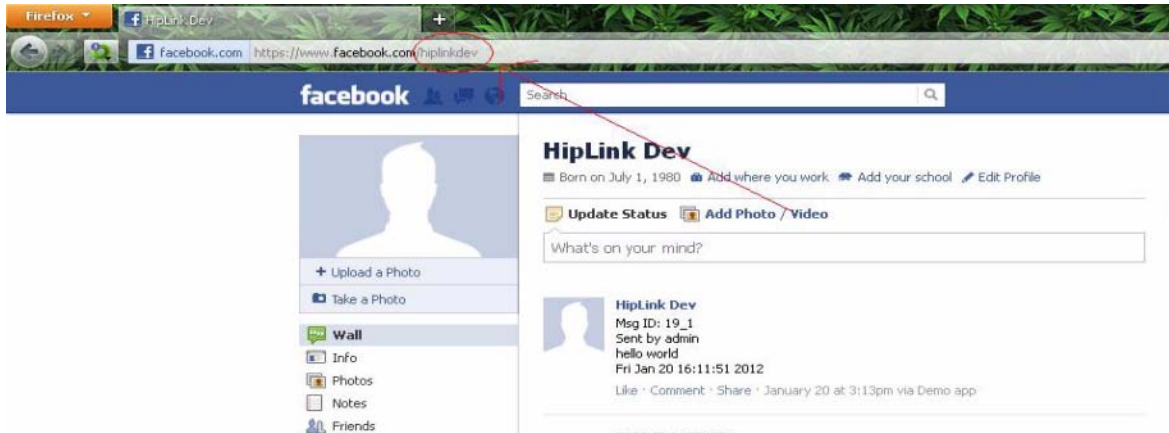 Firefox
HipLink Dev
+
facebook.com https://www.facebook.com/hiplinkdev
facebook
Search
HipLink Dev
Born on July 1, 1980 Add where you work Add your school Edit Profile
Update Status Add Photo / Video
What's on your mind?
+ Upload a Photo
Take a Photo
Wall
Info
Photos
Notes
Friends
HipLink Dev
Msg ID: 19_1
Sent by admin
hello world
Fri Jan 20 16:11:51 2012
Like · Comment · Share · January 20 at 3:13pm via Demo app